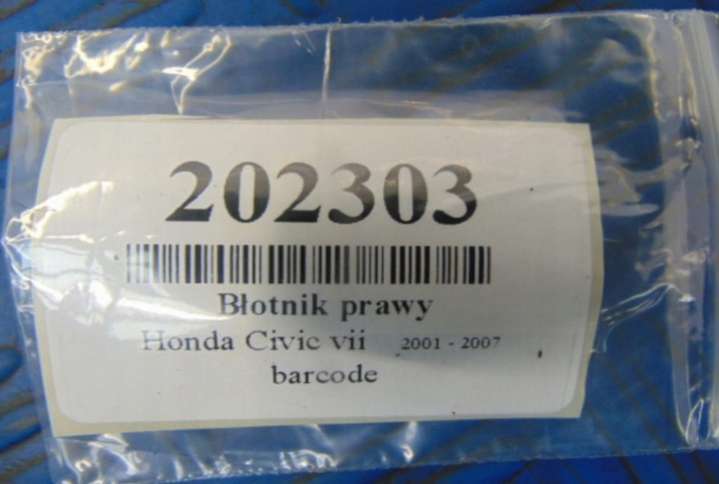 202303
Błotnik prawy
Honda Civic vii 2001 - 2007
barcode